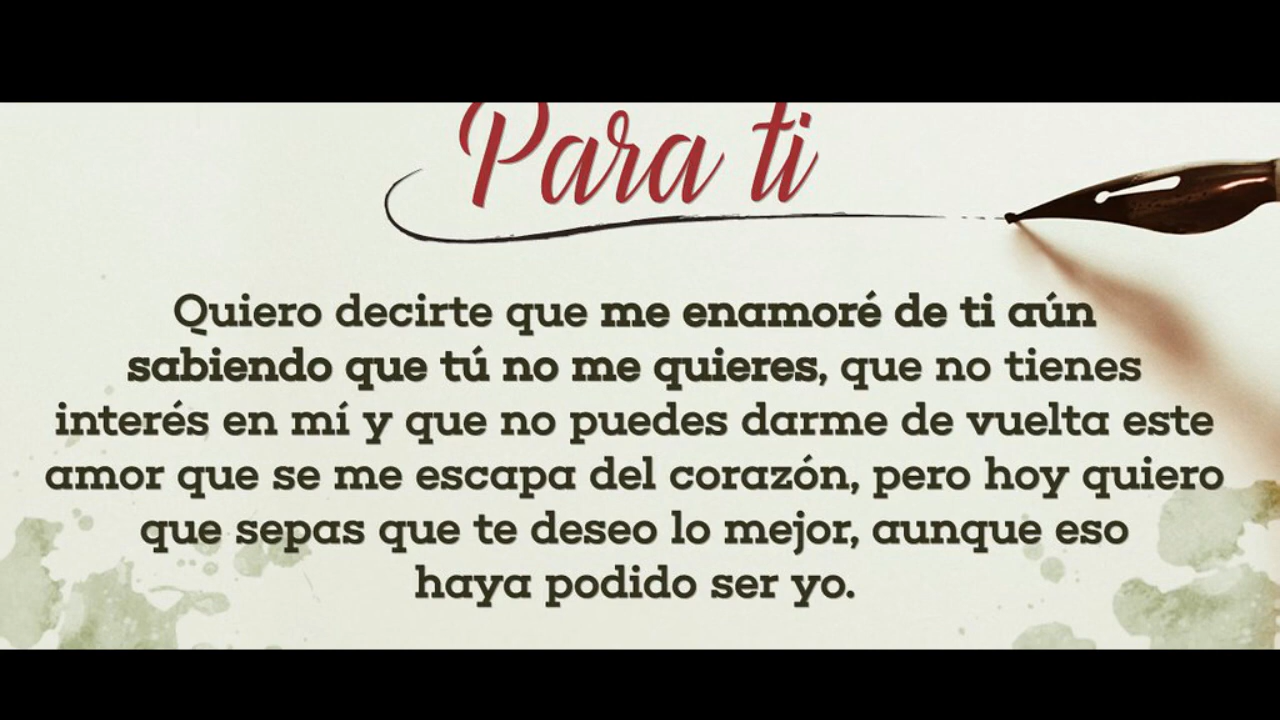 Para ti
Quiero decirte que me enamoré de ti aún
sabiendo que tú no me quieres, que no tienes
interés en mí y que no puedes darme de vuelta este
amor que se me escapa del corazón, pero hoy quiero
que sepas que te deseo lo mejor, aunque eso
haya podido ser yo.